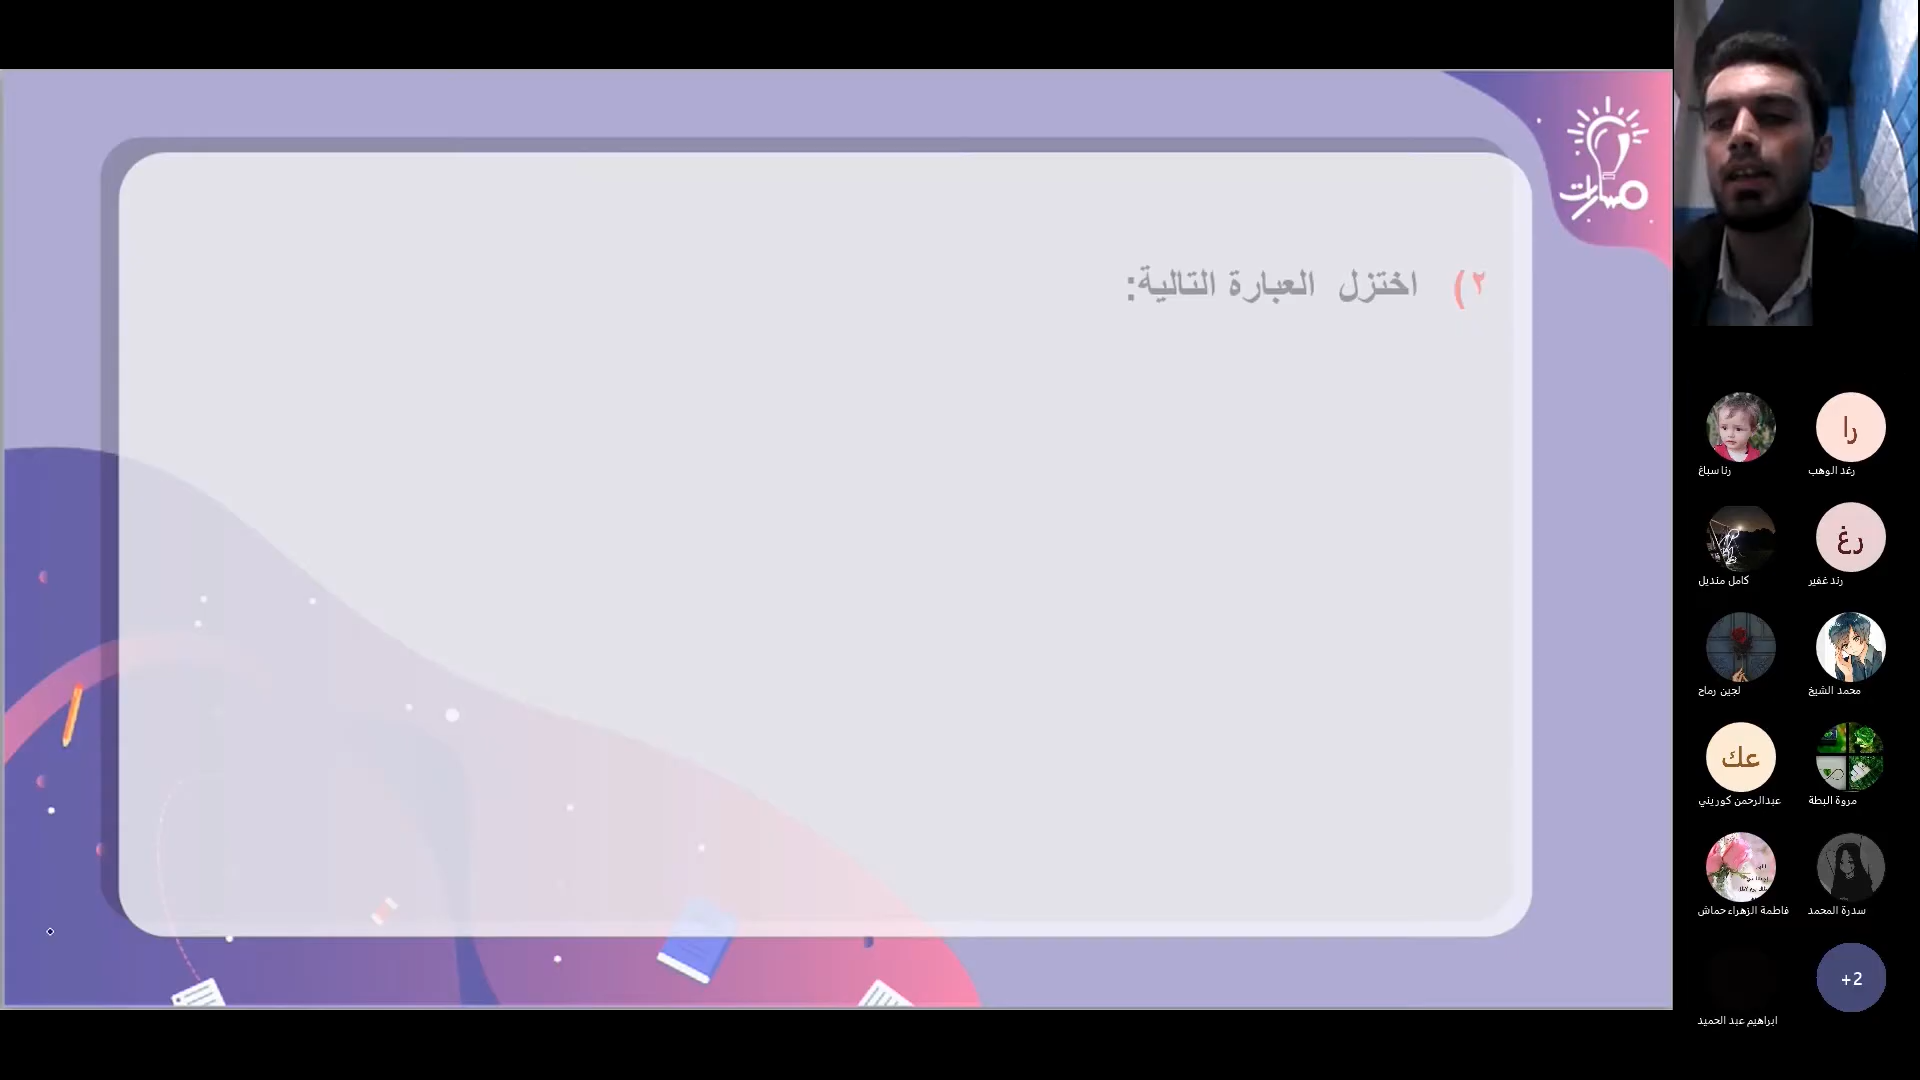 مسارات
٢) اختزل العبارة التالية:
را
رنا سباغ
رغد الوهب
رغ
كامل منديل
رند غفير
لجين رماح
محمد الشيخ
عك
عبدالرحمن كوريني
مروة البطة
فاطمة الزهراء حماش
سدرة المحمد
+2
ابراهيم عبد الحميد